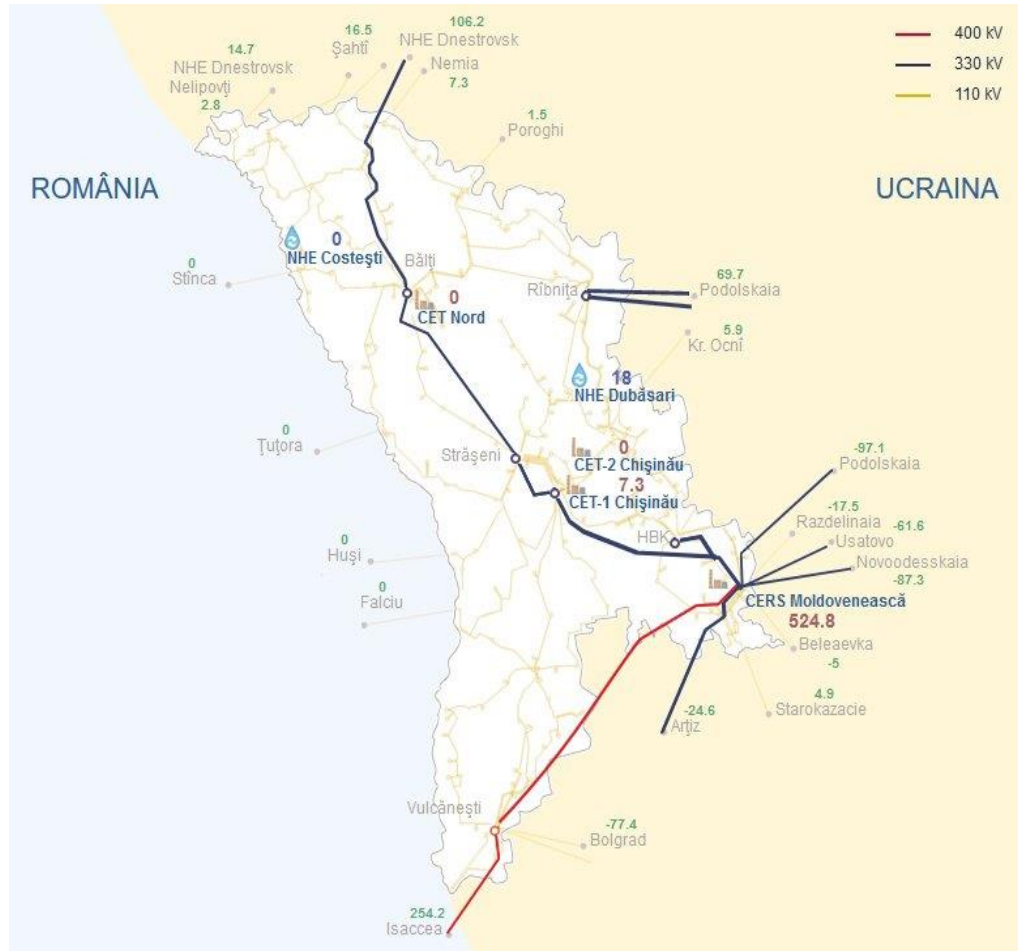 106.2
NHE Dnestrovsk
16.5
Şahtî
14.7
NHE Dnestrovsk
Nelipovţi
2.8
Nemia
7.3
400 kV
330 kV
110 kV
1.5
Poroghi
ROMÂNIA
UCRAINA
0
NHE Costeşti
0
Stînca
Bălţi
0
CET Nord
Rîbniţa
69.7
Podolskaia
5.9
Kr. Ocnî
18
NHE Dubăsari
0
Ţuţora
Străşeni
0
CET-2 Chişinău
7.3
CET-1 Chişinău
-97.1
Podolskaia
-17.5
Razdelinaia
-61.6
Usatovo
Novoodesskaia
-87.3
HBK
0
Huşi
0
Falciu
CERS Moldovenească
524.8
Beleaevka
-5
4.9
Starokazacie
-24.6
Arţiz
Vulcăneşti
-77.4
Bolgrad
254.2
Isaccea